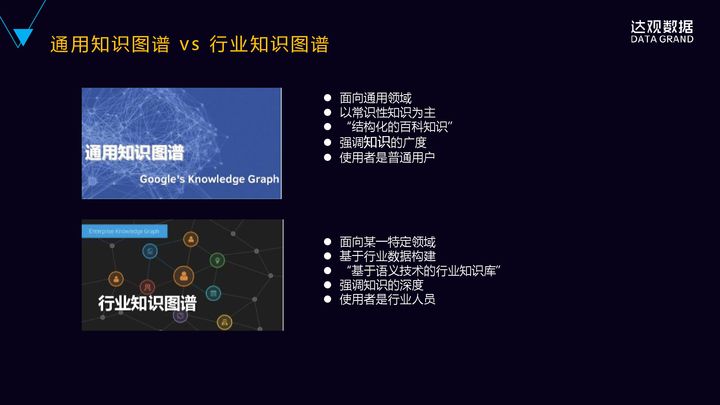 通用知识图谱 vs 行业知识图谱
达观数据
DATA GRAND
通用知识图谱
Google's Knowledge Graph
● 面向通用领域
● 以常识性知识为主
● “结构化的百科知识”
● 强调知识的广度
● 使用者是普通用户
Enterprise Knowledge Graph
行业知识图谱
● 面向某一特定领域
● 基于行业数据构建
● “基于语义技术的行业知识库”
● 强调知识的深度
● 使用者是行业人员